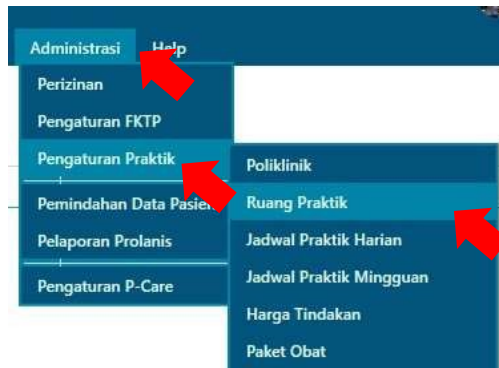 Administrasi Help
Perizinan
Pengaturan FKTP
Pengaturan Praktik
Pemindahan Data Pasien
Pelaporan Prolanis
Pengaturan P-Care
Poliklinik
Ruang Praktik
Jadwal Praktik Harian
Jadwal Praktik Mingguan
Harga Tindakan
Paket Obat